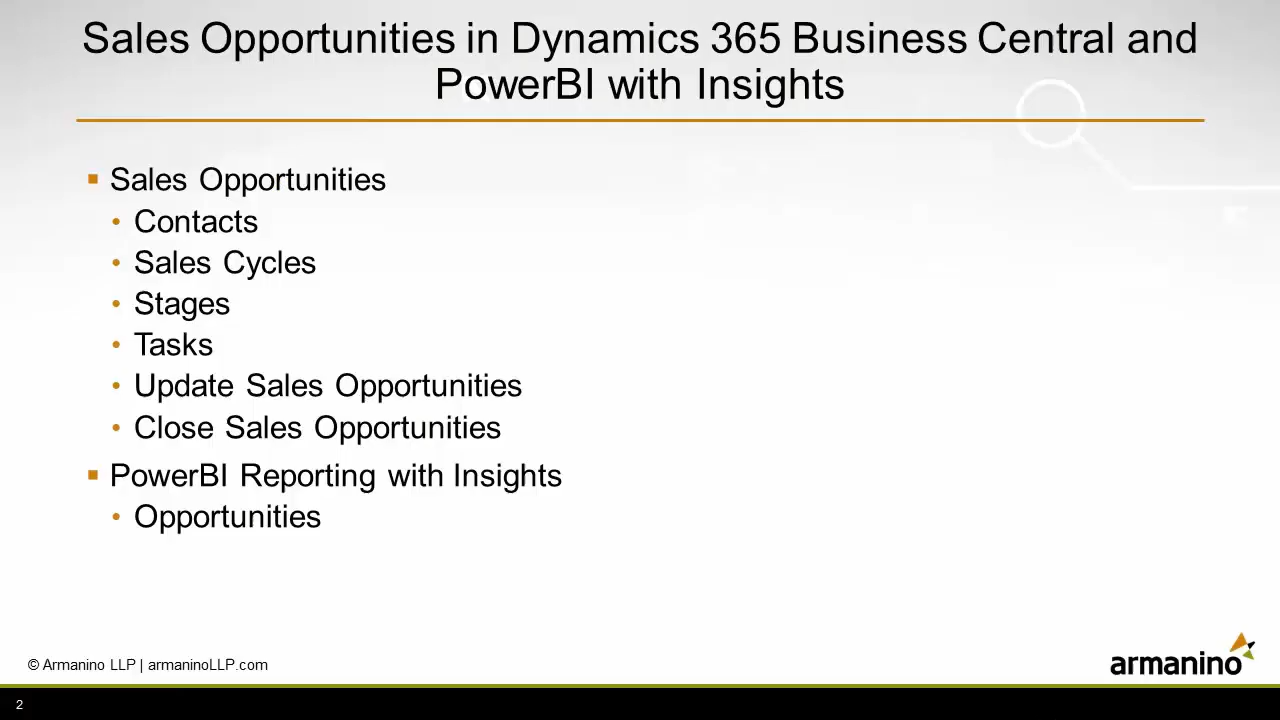 Sales Opportunities in Dynamics 365 Business Central and
PowerBI with Insights
▪ Sales Opportunities
• Contacts
• Sales Cycles
• Stages
• Tasks
• Update Sales Opportunities
• Close Sales Opportunities
▪ PowerBI Reporting with Insights
• Opportunities
© Armanino LLP | armaninoLLP.com
armanino
2